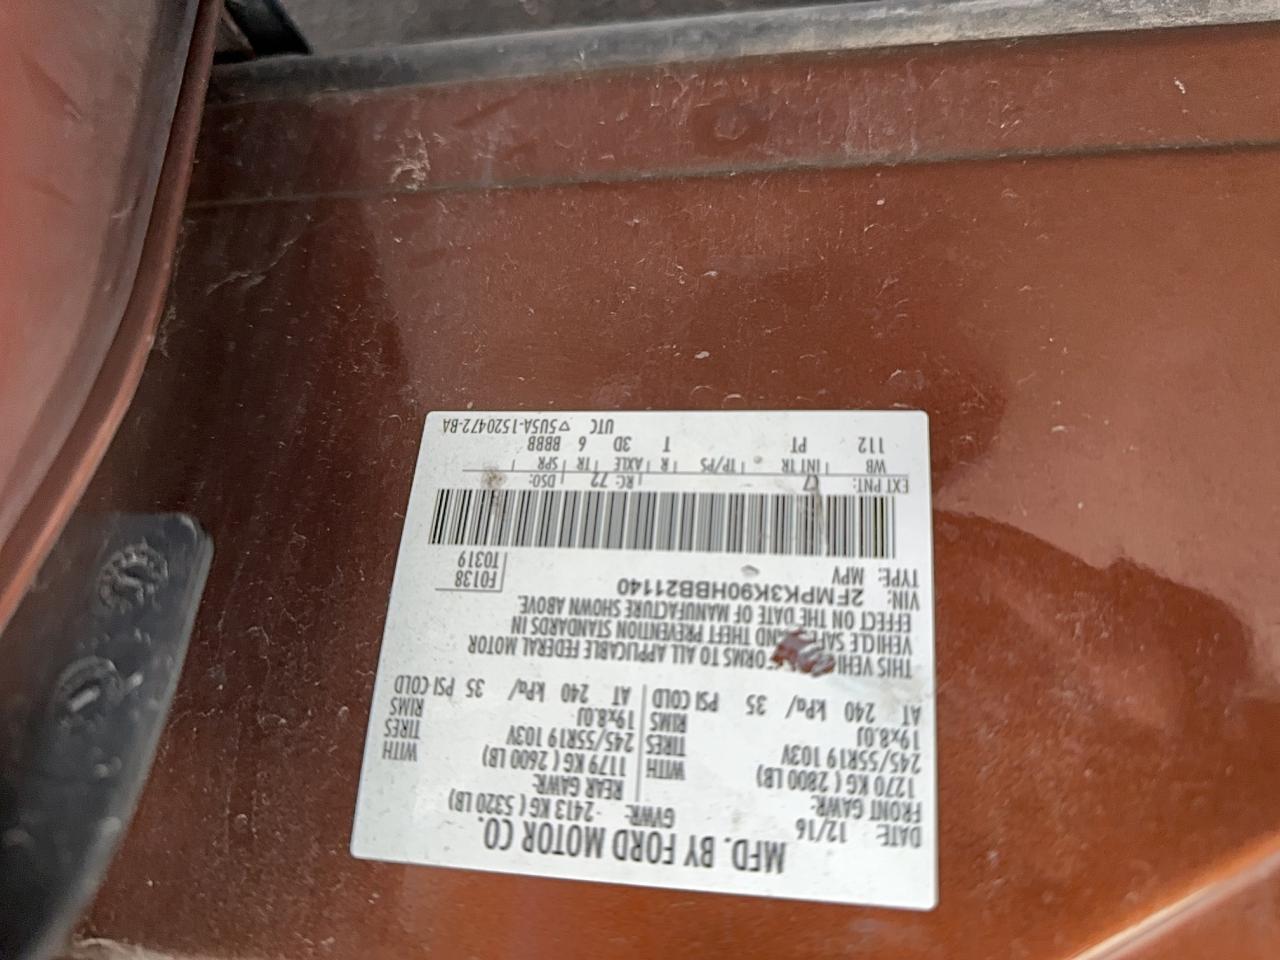 MFD. BY FORD MOTOR CO.
DATE: 12/16 GVWR: 2413 KG ( 5320 LB)
FRONT GAWR: REAR GAWR:
1270 KG ( 2800 LB) 1179 KG ( 2600 LB)
245/55R19 103V WITH TIRES 245/55R19 103V WITH TIRES
19x8.0J RIMS 19x8.0J RIMS
AT 240 kPa/ 35 PSI COLD AT 240 kPa/ 35 PSI COLD
THIS VEHI FORMS TO ALL APPLICABLE FEDERAL MOTOR
VEHICLE SAFE AND THEFT PREVENTION STANDARDS IN
EFFECT ON THE DATE OF MANUFACTURE SHOWN ABOVE.
VIN: 2FMPK3K90HBB21140 F0138
TYPE: MPV T0319
EXT PNT: RC: 72 DSO:
WB INT TR TP/PS R AXLE TR SPR
112 PT T 3D 6 BBBB
UTC ▽5U5A-1520472-BA